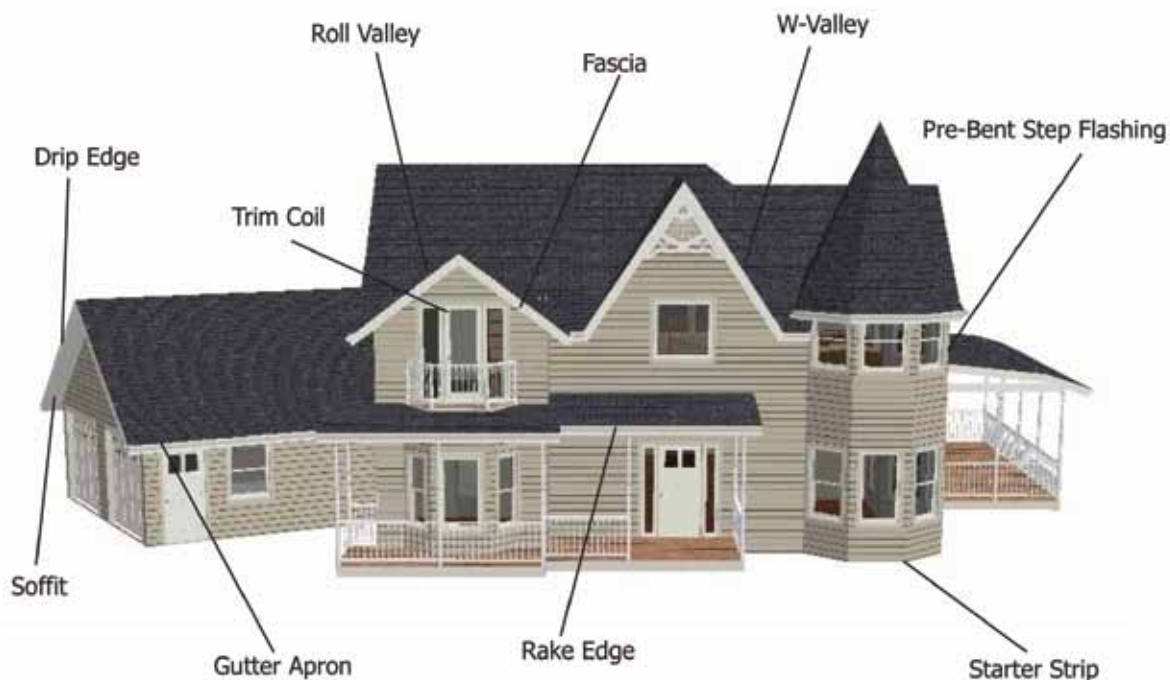 Roll Valley
W-Valley
Fascia
Pre-Bent Step Flashing
Drip Edge
Trim Coil
Soffit
Gutter Apron
Rake Edge
Starter Strip